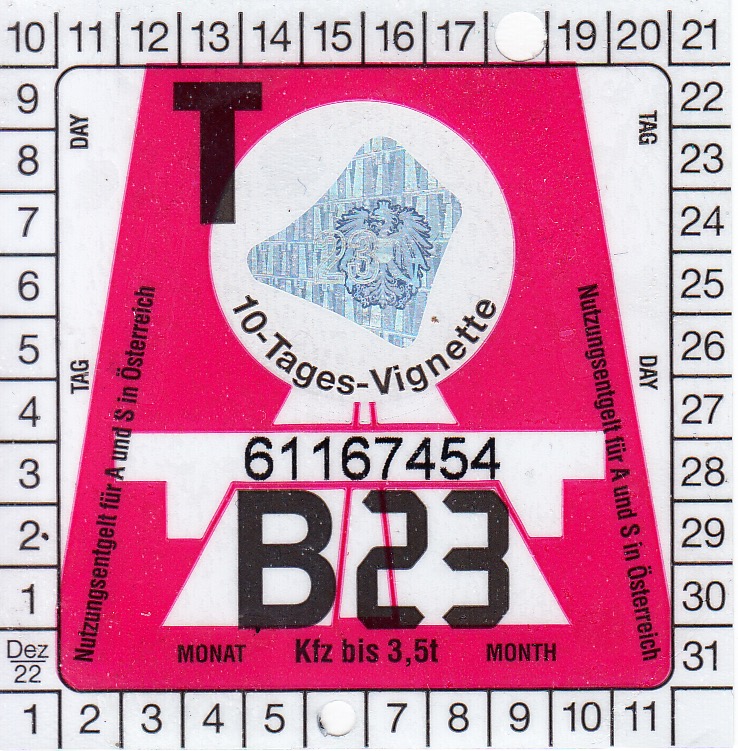 10 11 12 13 14 15 16 17 19 20 21
9 22
8 23
7 24
6 25
5 26
4 27
3 28
2 29
1 30
Dez
22
31
1 2 3 4 5 7 8 9 10 11
DAY
TAG
T
23
10-Tages-Vignette
TAG
DAY
Nutzungsentgelt für A und S in Österreich
Nutzungsentgelt für A und S in Österreich
61167454
B23
MONAT Kfz bis 3,5t MONTH